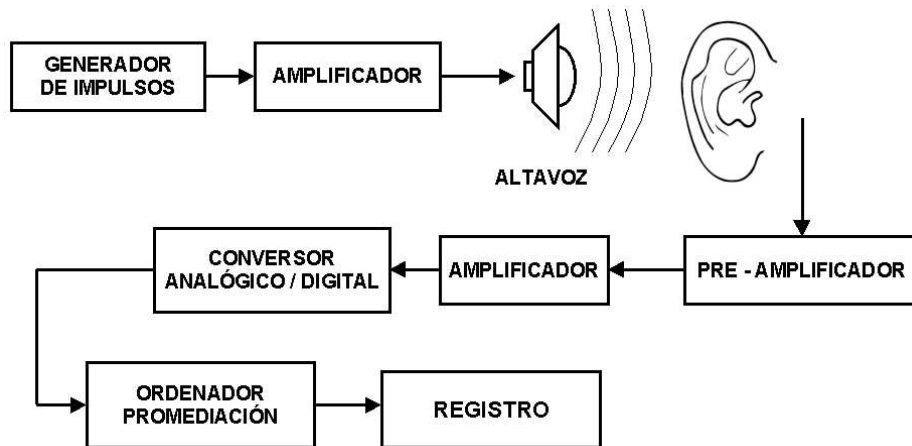 GENERADOR
DE IMPULSOS
AMPLIFICADOR
ALTAVOZ
PRE - AMPLIFICADOR
AMPLIFICADOR
CONVERSOR
ANALÓGICO / DIGITAL
ORDENADOR
PROMEDIACIÓN
REGISTRO